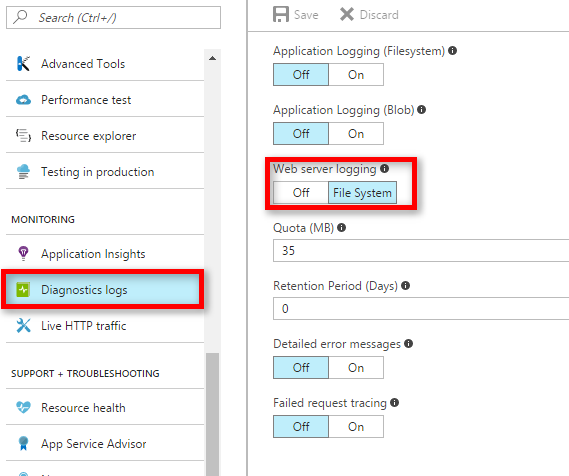 Search (Ctrl+/)
Advanced Tools
Performance test
Resource explorer
Testing in production
MONITORING
Application Insights
Diagnostics logs
Live HTTP traffic
SUPPORT + TROUBLESHOOTING
Resource health
App Service Advisor
Save Discard
Application Logging (Filesystem)
Off On
Application Logging (Blob)
Off On
Web server logging
Off File System
Quota (MB)
35
Retention Period (Days)
0
Detailed error messages
Off On
Failed request tracing
Off On